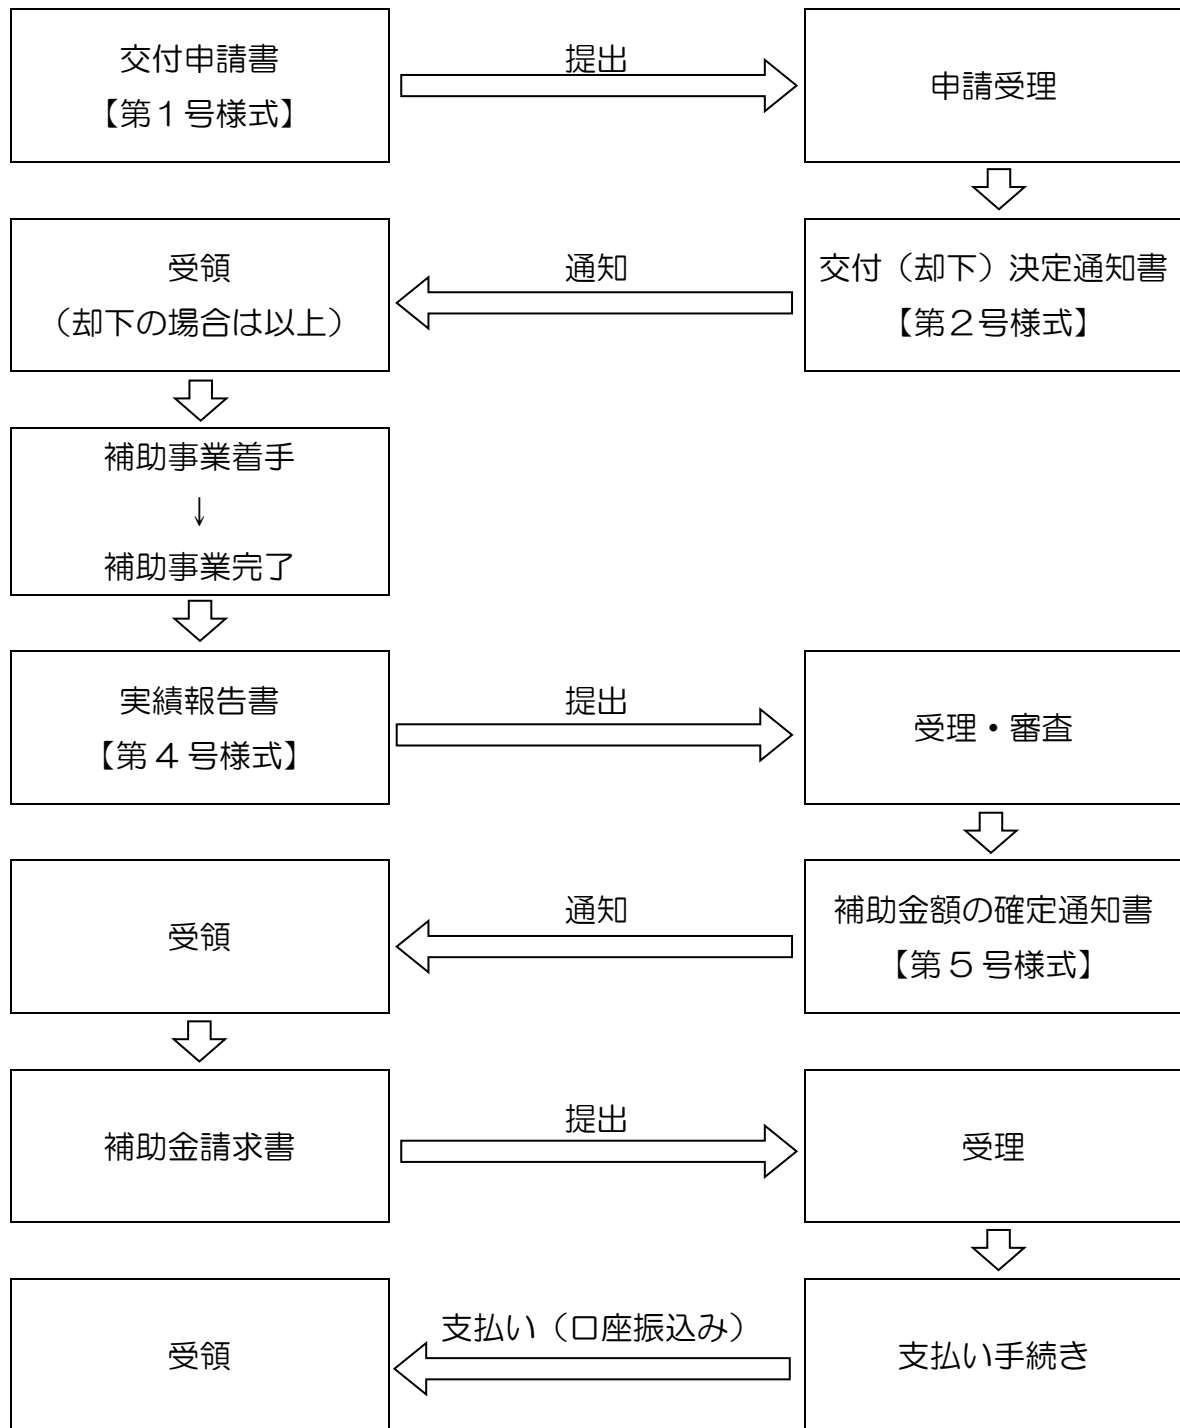 交付申請書
【第１号様式】
提出
申請受理
受領
（却下の場合は以上）
通知
交付（却下）決定通知書
【第２号様式】
補助事業着手
↓
補助事業完了
実績報告書
【第４号様式】
提出
受理・審査
受領
通知
補助金額の確定通知書
【第５号様式】
補助金請求書
提出
受理
受領
支払い（口座振込み）
支払い手続き